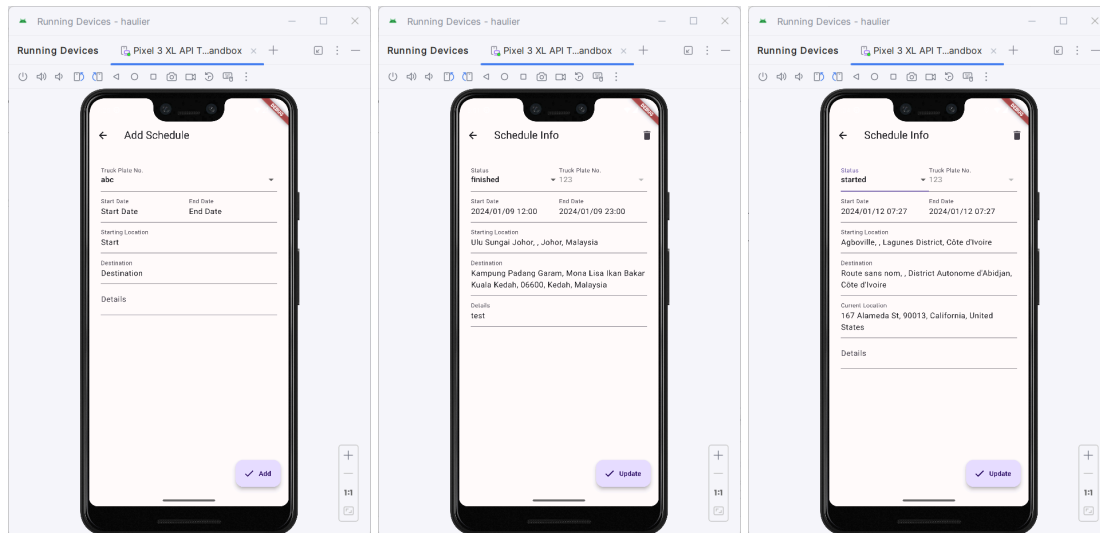 Running Devices - haulier
Running Devices Pixel 3 XL API T...andbox
DEBUG
Add Schedule
Truck Plate No.
abc
Start Date End Date
Start Date End Date
Starting Location
Start
Destination
Destination
Details
Add
1:1
Running Devices - haulier
Running Devices Pixel 3 XL API T...andbox
DEBUG
Schedule Info
Status Truck Plate No.
finished 123
Start Date End Date
2024/01/09 12:00 2024/01/09 23:00
Starting Location
Ulu Sungai Johor, , Johor, Malaysia
Destination
Kampung Padang Garam, Mona Lisa Ikan Bakar
Kuala Kedah, 06600, Kedah, Malaysia
Details
test
Update
1:1
Running Devices - haulier
Running Devices Pixel 3 XL API T...andbox
DEBUG
Schedule Info
Status Truck Plate No.
started 123
Start Date End Date
2024/01/12 07:27 2024/01/12 07:27
Starting Location
Agboville, , Lagunes District, Côte d'Ivoire
Destination
Route sans nom, , District Autonome d'Abidjan,
Côte d'Ivoire
Current Location
167 Alameda St, 90013, California, United
States
Details
Update
1:1